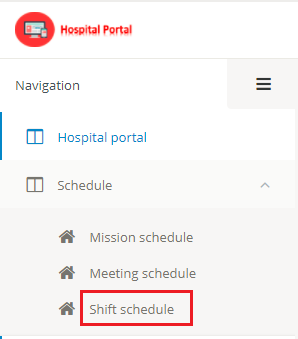 Hospital Portal
Navigation
Hospital portal
Schedule
Mission schedule
Meeting schedule
Shift schedule